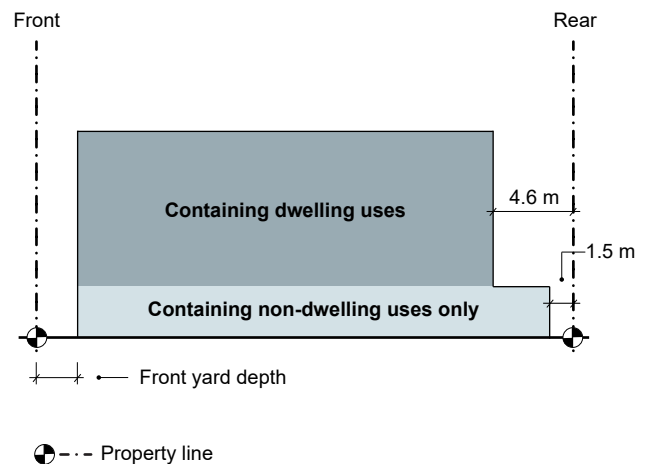 Front
Rear
Containing dwelling uses
4.6 m
1.5 m
Containing non-dwelling uses only
Front yard depth
Property line